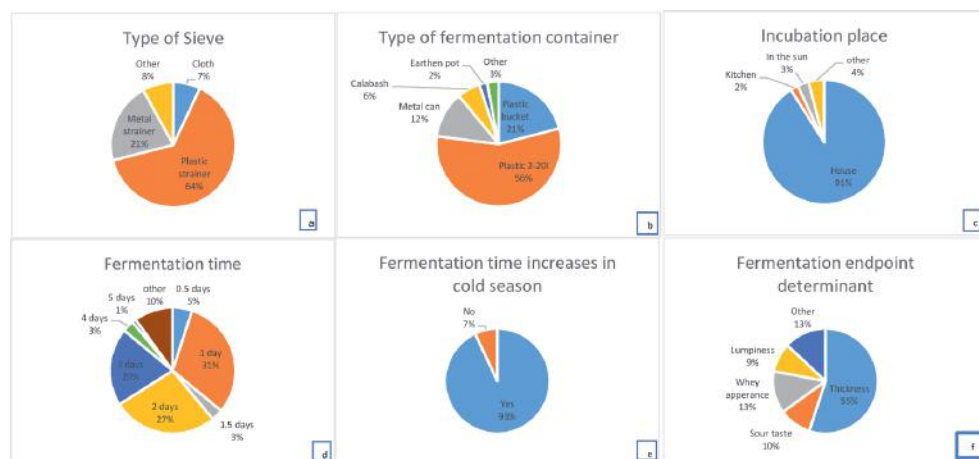 Type of Sieve
Other
8%
Cloth
7%
Metal
strainer
21%
Plastic
strainer
64%
a
Type of fermentation container
Earthen pot
2%
Other
3%
Calabash
6%
Metal can
12%
Plastic
bucket
21%
Plastic 2-20l
56%
b
Incubation place
In the sun
3%
other
4%
Kitchen
2%
House
91%
c
Fermentation time
5 days
1%
other
10%
0.5 days
5%
4 days
3%
1 day
31%
days
20%
2 days
27%
1.5 days
3%
d
Fermentation time increases in
cold season
No
7%
Yes
93%
e
Fermentation endpoint
determinant
Other
13%
Lumpiness
9%
Whey
apperance
13%
Thickness
55%
Sour taste
10%
f